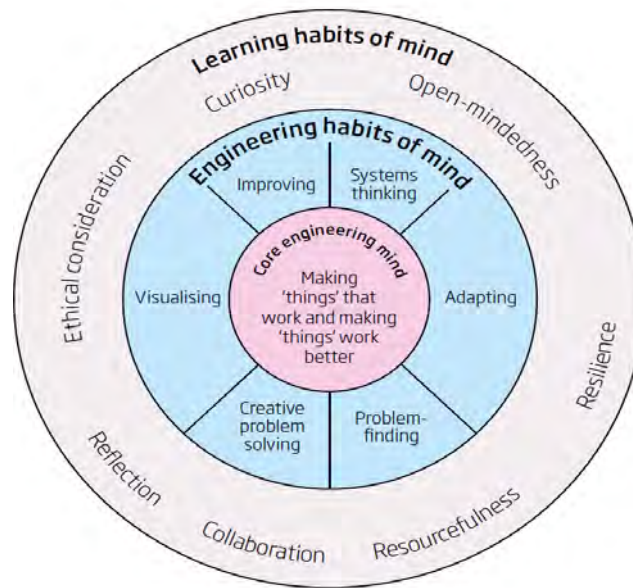 Learning habits of mind
Curiosity
Open-mindedness
Ethical consideration
Resilience
Reflection
Collaboration
Resourcefulness
Engineering habits of mind
Improving
Systems
thinking
Visualising
Adapting
Creative
problem
solving
Problem-
finding
Core engineering mind
Making
'things' that
work and making
'things' work
better